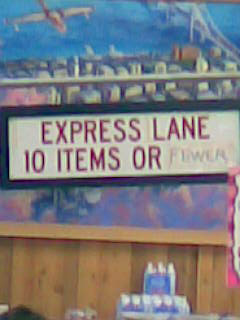 EXPRESS LANE
10 ITEMS OR FEWER